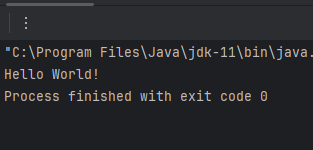 "C:\Program Files\Java\jdk-11\bin\java.
Hello World!
Process finished with exit code 0